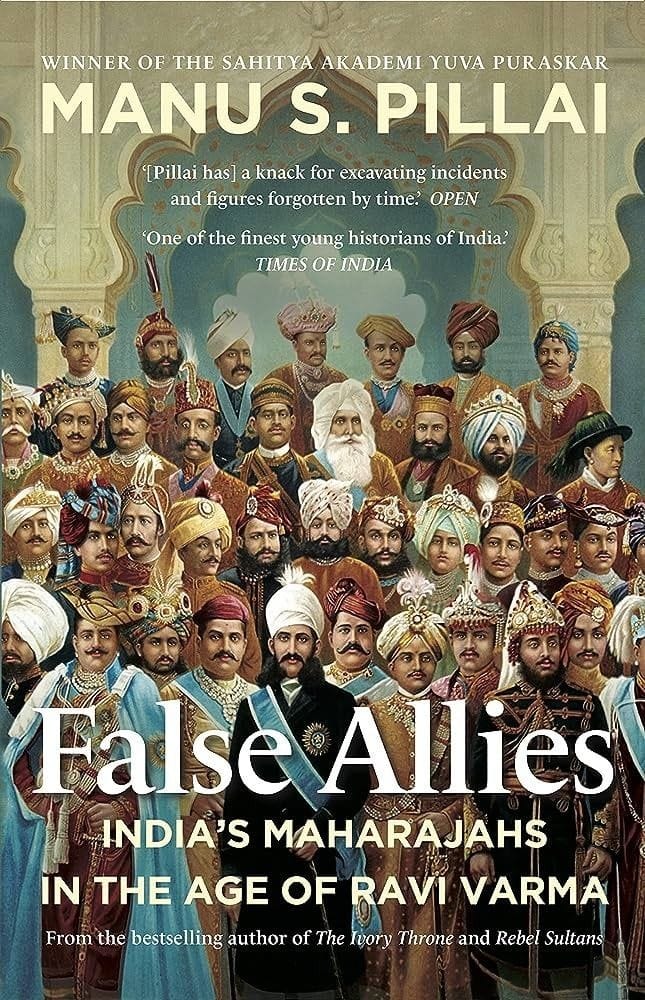 WINNER OF THE SAHITYA AKADEMI YUVA PURASKAR
MANU S. PILLAI
‘[Pillai has] a knack for excavating incidents
and figures forgotten by time.’ OPEN
‘One of the finest young historians of India.’
TIMES OF INDIA
False Allies
INDIA’S MAHARAJAHS
IN THE AGE OF RAVI VARMA
From the bestselling author of The Ivory Throne and Rebel Sultans